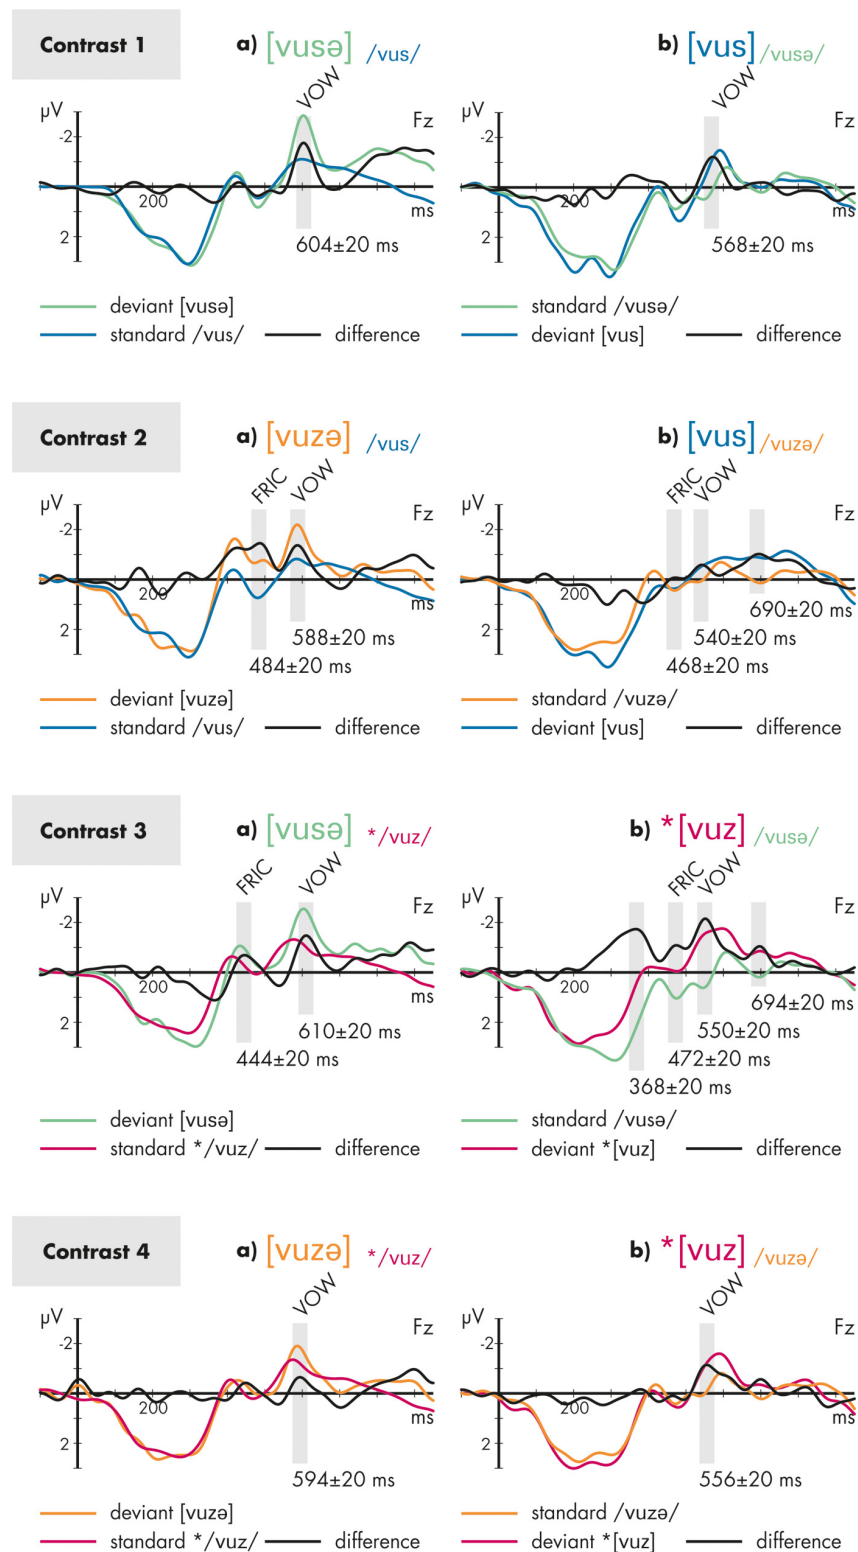 Contrast 1
a) [vusə] /vus/
VOW
µV
Fz
-2
200
ms
2
604±20 ms
deviant [vusə]
standard /vus/
difference
b) [vus] /vusə/
VOW
µV
Fz
-2
200
ms
2
568±20 ms
standard /vusə/
deviant [vus]
difference
Contrast 2
a) [vuzə] /vus/
FRIC
VOW
µV
Fz
-2
200
ms
2
588±20 ms
484±20 ms
deviant [vuzə]
standard /vus/
difference
b) [vus] /vuzə/
FRIC
VOW
µV
Fz
-2
200
ms
2
690±20 ms
540±20 ms
468±20 ms
standard /vuzə/
deviant [vus]
difference
Contrast 3
a) [vusə] */vuz/
FRIC
VOW
µV
Fz
-2
200
ms
2
610±20 ms
444±20 ms
deviant [vusə]
standard */vuz/
difference
b) *[vuz] /vusə/
FRIC
VOW
µV
Fz
-2
200
ms
2
694±20 ms
550±20 ms
472±20 ms
368±20 ms
standard /vusə/
deviant *[vuz]
difference
Contrast 4
a) [vuzə] */vuz/
VOW
µV
Fz
-2
200
ms
2
594±20 ms
deviant [vuzə]
standard */vuz/
difference
b) *[vuz] /vuzə/
VOW
µV
Fz
-2
200
ms
2
556±20 ms
standard /vuzə/
deviant *[vuz]
difference